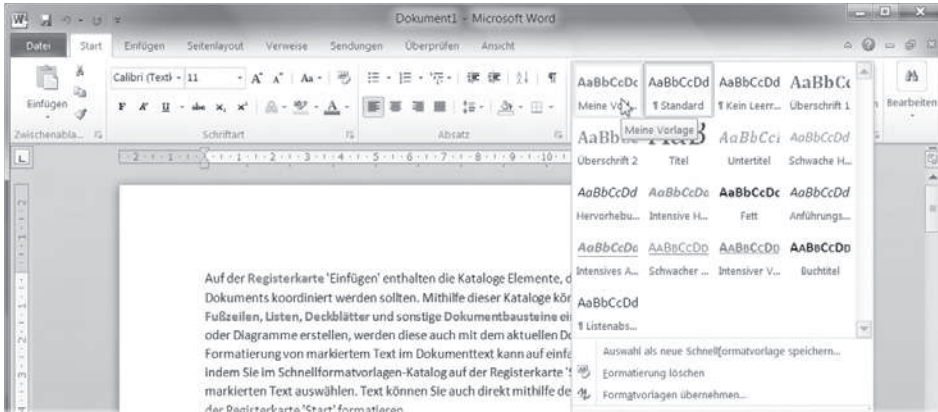 Dokument1 - Microsoft Word
Datei Start Einfügen Seitenlayout Verweise Sendungen Überprüfen Ansicht
Calibri (Textk 11
Einfügen
Zwischenabla... Schriftart Absatz Bearbeiten
AaBbCcDc AaBbCcDd AaBbCcDd AaBbCc
Meine V ¶ Standard ¶ Kein Leerr... Überschrift 1
Meine Vorlage
AaBbCcI AaBbCcDd
Überschrift 2 Titel Untertitel Schwache H...
AaBbCcDd AaBbCcDd AaBbCcDc AaBbCcDd
Hervorhebu... Intensive H... Fett Anführungs...
AaBbCcDd AaBbCcDd AaBbCcDd AaBbCcDd
Intensives A... Schwacher ... Intensiver V... Buchtitel
AaBbCcDd
¶ Listenabs...
Auswahl als neue Schnellformatvorlage speichern...
Formatierung löschen
Formatvorlagen übernehmen...
Auf der Registerkarte 'Einfügen' enthalten die Kataloge Elemente, d
Dokuments koordiniert werden sollten. Mithilfe dieser Kataloge kön
Fußzeilen, Listen, Deckblätter und sonstige Dokumentbausteine ei
oder Diagramme erstellen, werden diese auch mit dem aktuellen Do
Formatierung von markiertem Text im Dokumenttext kann auf einfa
indem Sie im Schnellformatvorlagen-Katalog auf der Registerkarte 'S
markierten Text auswählen. Text können Sie auch direkt mithilfe de
der Registerkarte 'Start' formatieren.